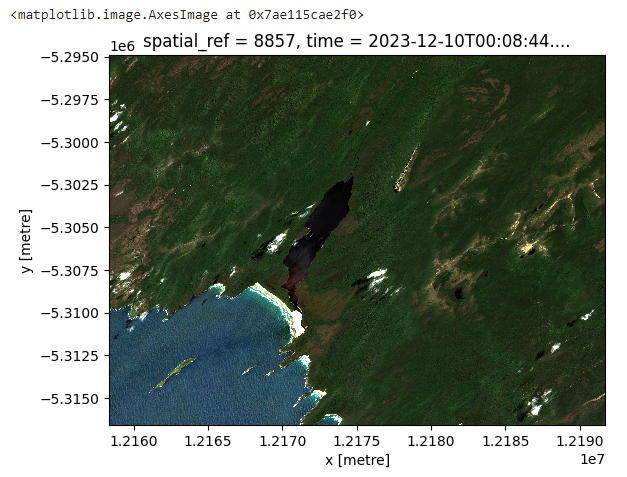 <matplotlib.image.AxesImage at 0x7ae115cae2f0>
1e6
spatial_ref = 8857, time = 2023-12-10T00:08:44....
−5.2950
−5.2975
−5.3000
−5.3025
−5.3050
−5.3075
−5.3100
−5.3125
−5.3150
y [metre]
1.2160 1.2165 1.2170 1.2175 1.2180 1.2185 1.2190
x [metre]
1e7